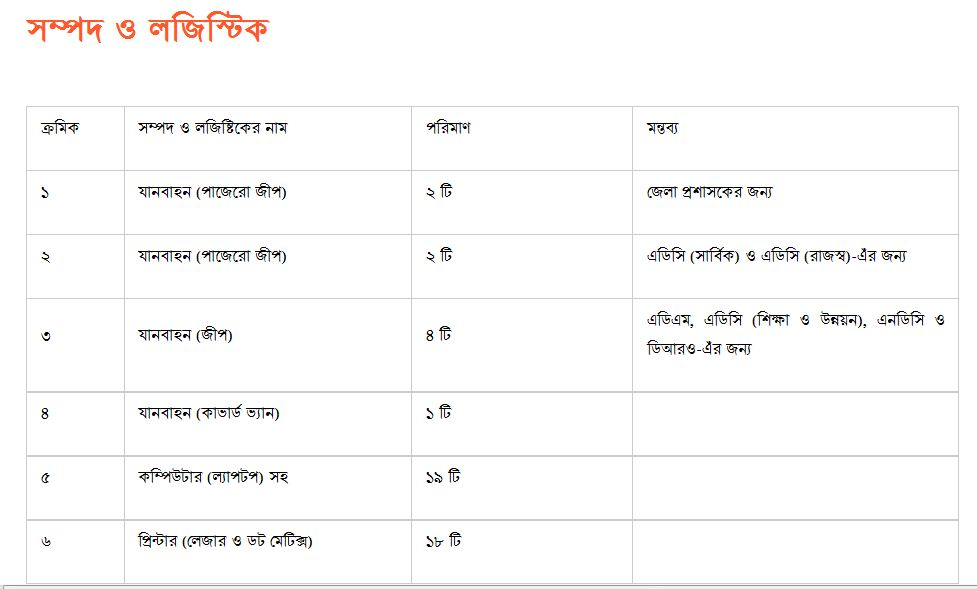 সম্পদ ও লজিস্টিক
ক্রমিক সম্পদ ও লজিষ্টিকের নাম পরিমাণ মন্তব্য
১ যানবাহন (পাজেরো জীপ) ২ টি জেলা প্রশাসকের জন্য
২ যানবাহন (পাজেরো জীপ) ২ টি এডিসি (সার্বিক) ও এডিসি (রাজস্ব)-এঁর জন্য
৩ যানবাহন (জীপ) ৪ টি এডিএম, এডিসি (শিক্ষা ও উন্নয়ন), এনডিসি ও
ডিআরও-এঁর জন্য
৪ যানবাহন (কাভার্ড ভ্যান) ১ টি
৫ কম্পিউটার (ল্যাপটপ) সহ ১৯ টি
৬ প্রিন্টার (লেজার ও ডট মেটিক্স) ১৮ টি